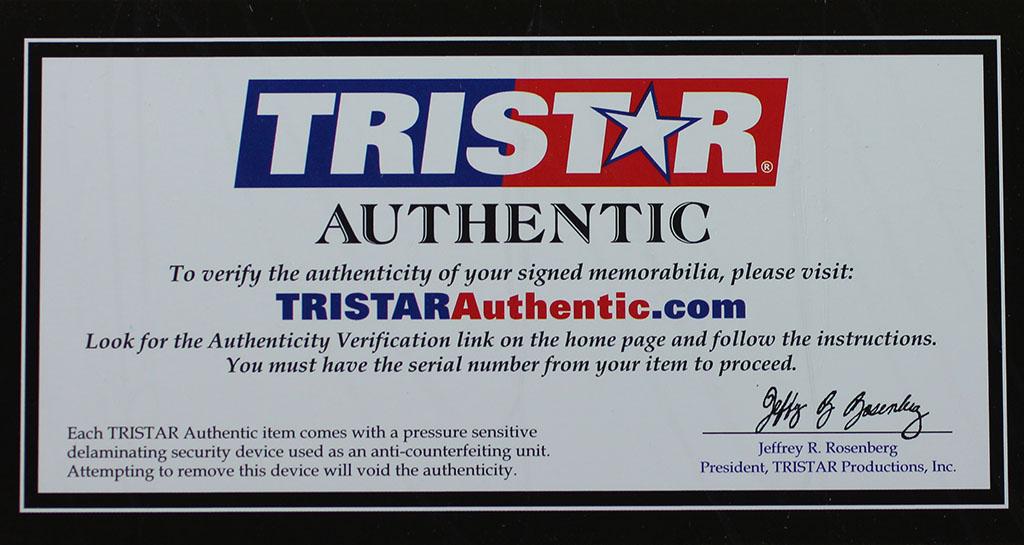 TRISTAR®
AUTHENTIC
To verify the authenticity of your signed memorabilia, please visit:
TRISTARAuthentic.com
Look for the Authenticity Verification link on the home page and follow the instructions.
You must have the serial number from your item to proceed.
Each TRISTAR Authentic item comes with a pressure sensitive
delaminating security device used as an anti-counterfeiting unit.
Attempting to remove this device will void the authenticity.
Jeffrey R. Rosenberg
President, TRISTAR Productions, Inc.